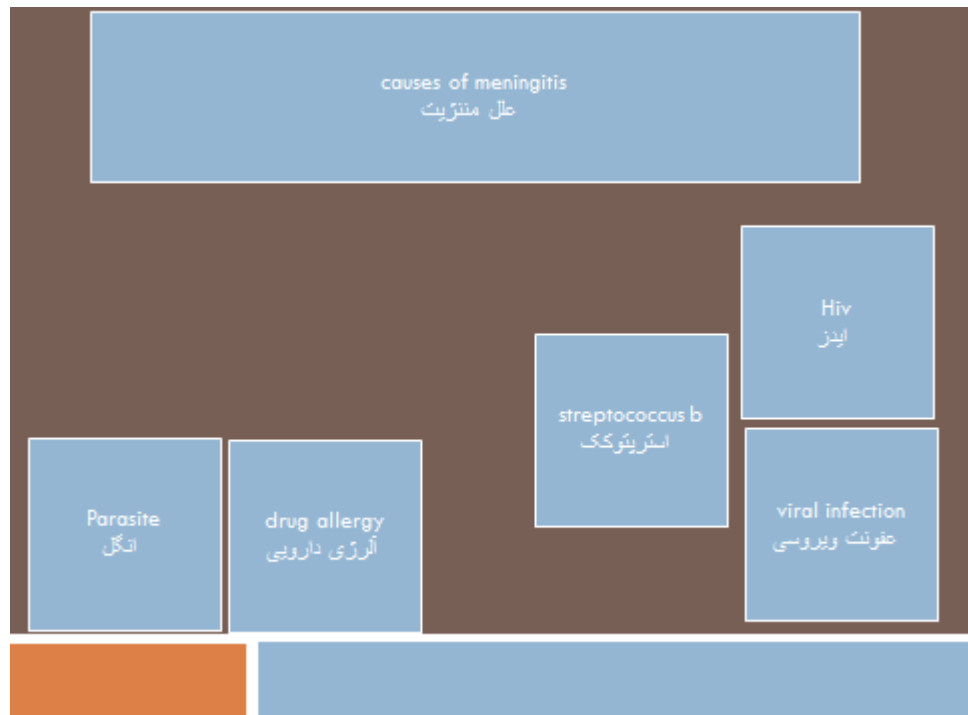 causes of meningitis
علل مننژیت
Hiv
ایدز
streptococcus b
استرپتوکک
Parasite
انگل
drug allergy
آلرژی دارویی
viral infection
عفونت ویروسی